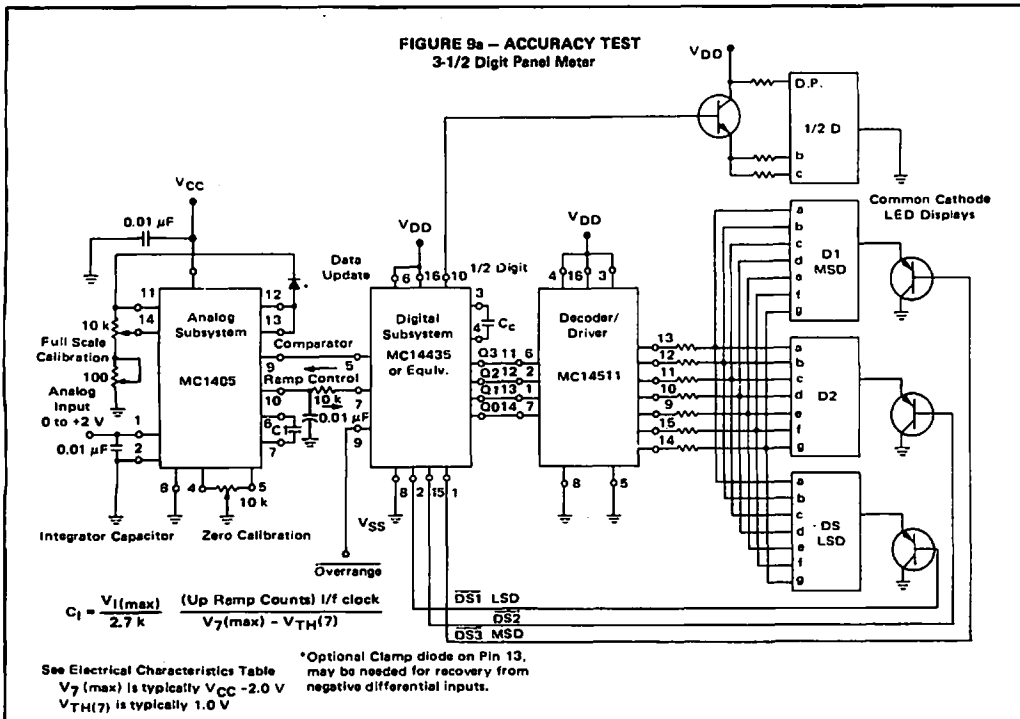 FIGURE 9a – ACCURACY TEST
3-1/2 Digit Panel Meter
VDD
D.P.
1/2 D
b
c
Common Cathode
LED Displays
VCC
0.01 µF
11
14
12
13
Analog
Subsystem
MC1405
10 k
Full Scale
Calibration
100
Analog
Input
0 to +2 V
0.01 µF
1
2
9
10
6
7
C1
8
4
5
10 k
Integrator Capacitor
Zero Calibration
Comparator
Ramp Control
10 k
0.01 µF
Data
Update
VDD
6
16
10
1/2 Digit
3
4
Cc
Digital
Subsystem
MC14435
or Equiv.
5
7
9
Q3 11
Q2 12
Q1 13
Q0 14
8
2
15
1
VSS
Overrange
VDD
4
16
3
Decoder/
Driver
MC14511
6
2
1
7
13
12
11
10
9
15
14
8
5
a
b
c
d
e
f
g
D1
MSD
a
b
c
d
e
f
g
D2
a
b
c
d
e
f
g
DS
LSD
DS1 LSD
DS2
DS3 MSD
CI = VI(max) / 2.7 k (Up Ramp Counts) I/f clock / V7(max) – VTH(7)
See Electrical Characteristics Table
V7 (max) is typically VCC -2.0 V
VTH(7) is typically 1.0 V
*Optional Clamp diode on Pin 13,
may be needed for recovery from
negative differential inputs.